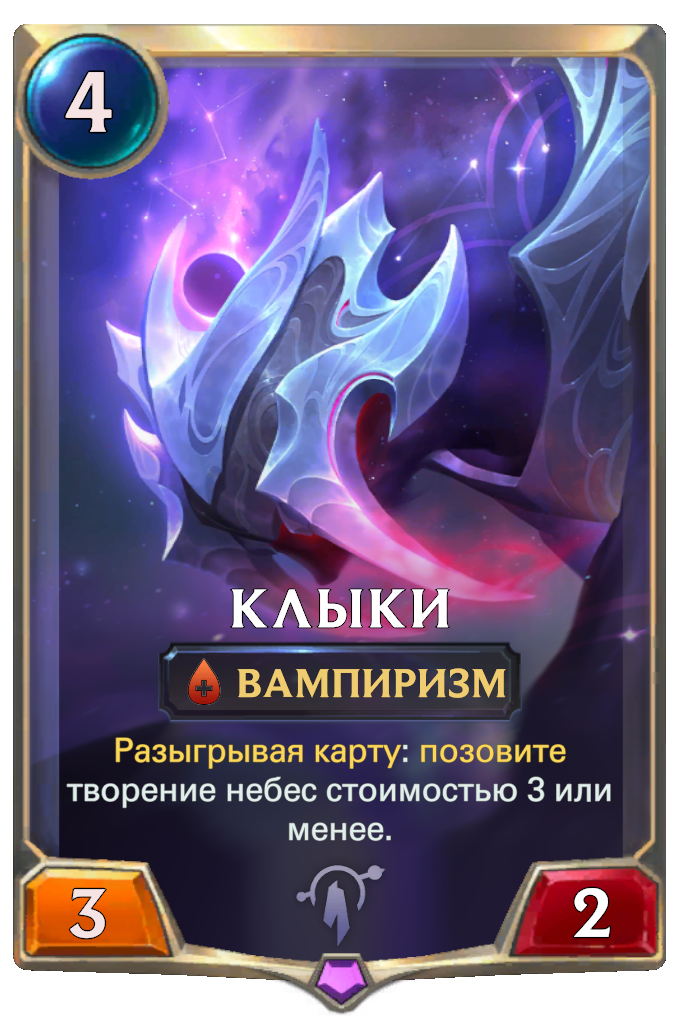 4
КЛЫКИ
ВАМПИРИЗМ
Разыгрывая карту: позовите
творение небес стоимостью 3 или
менее.
3
2